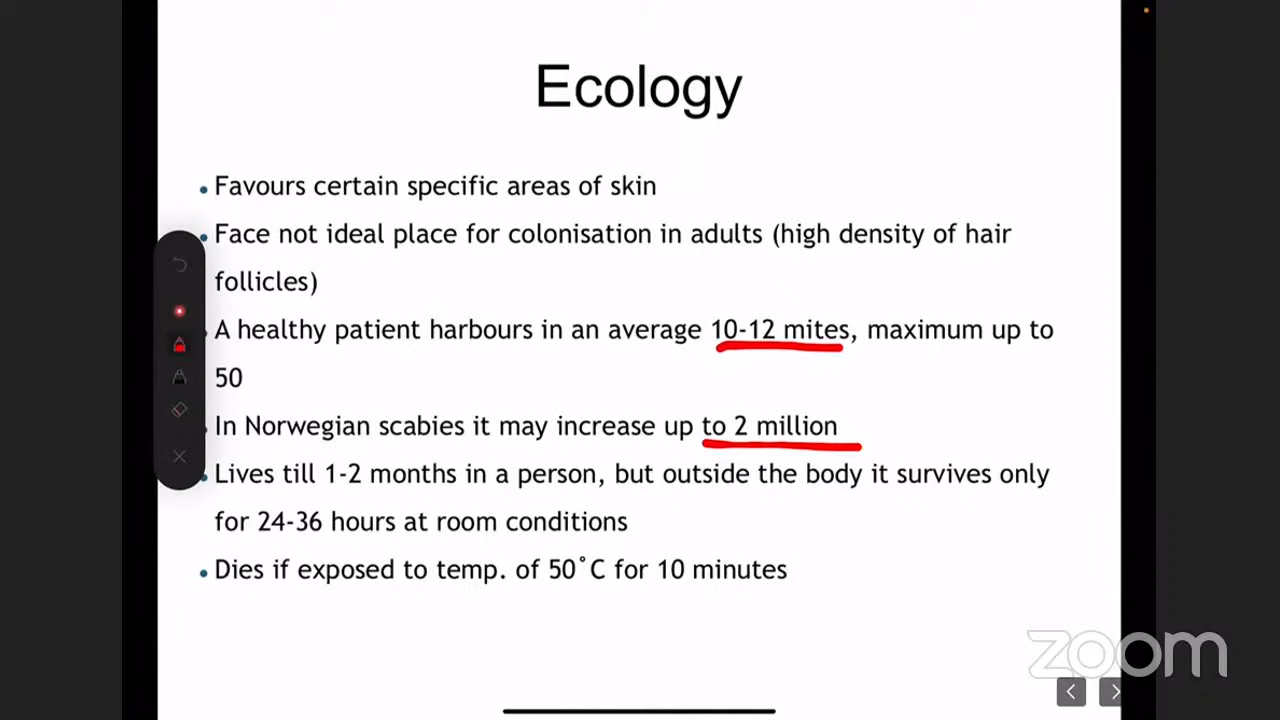 Ecology
• Favours certain specific areas of skin
• Face not ideal place for colonisation in adults (high density of hair
follicles)
• A healthy patient harbours in an average 10-12 mites, maximum up to
50
• In Norwegian scabies it may increase up to 2 million
• Lives till 1-2 months in a person, but outside the body it survives only
for 24-36 hours at room conditions
• Dies if exposed to temp. of 50˚C for 10 minutes
zoom